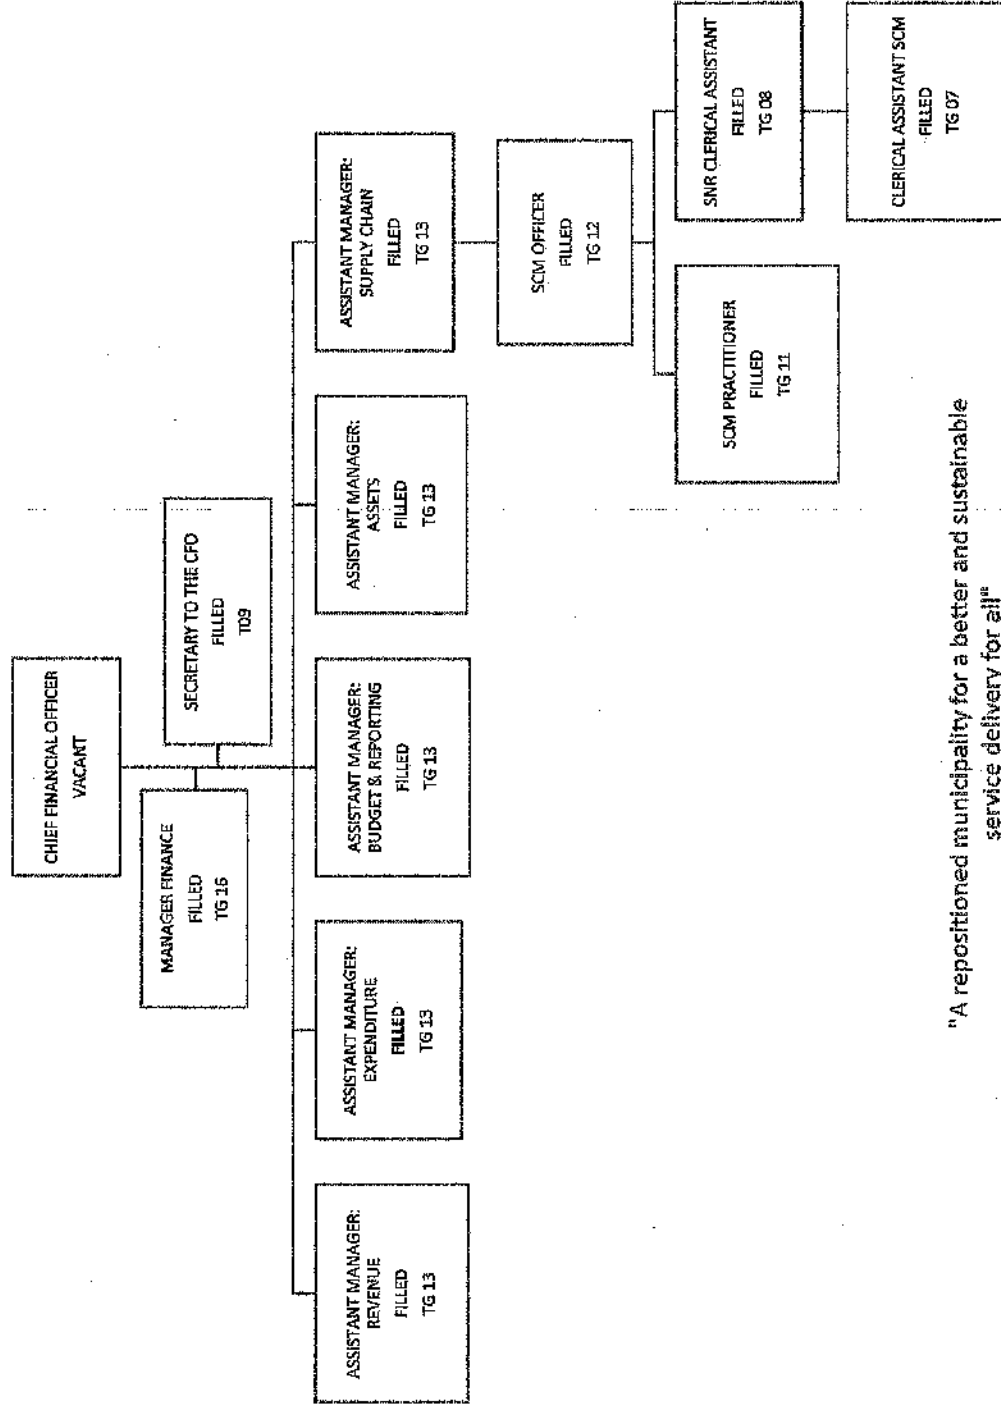 CHIEF FINANCIAL OFFICER
VACANT
MANAGER FINANCE
FILLED
TG 16
SECRETARY TO THE CFO
FILLED
T09
ASSISTANT MANAGER:
REVENUE
FILLED
TG 13
ASSISTANT MANAGER:
EXPENDITURE
FILLED
TG 13
ASSISTANT MANAGER:
BUDGET & REPORTING
FILLED
TG 13
ASSISTANT MANAGER:
ASSETS
FILLED
TG 13
ASSISTANT MANAGER:
SUPPLY CHAIN
FILLED
TG 13
SCM OFFICER
FILLED
TG 12
SCM PRACTITIONER
FILLED
TG 11
SNR CLERICAL ASSISTANT
FILLED
TG 08
CLERICAL ASSISTANT SCM
FILLED
TG 07
"A repositioned municipality for a better and sustainable
service delivery for all"